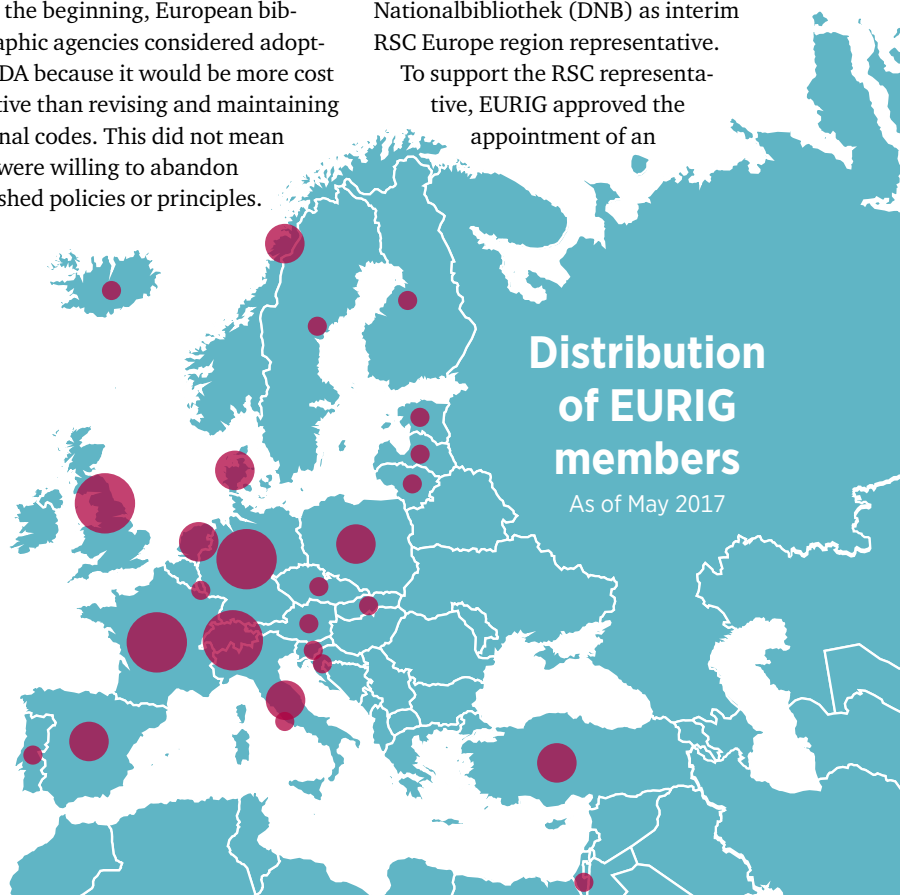 the beginning, European bib-
aphic agencies considered adopt-
DA because it would be more cost
tive than revising and maintaining
nal codes. This did not mean
were willing to abandon
shed policies or principles.
Nationalbibliothek (DNB) as interim
RSC Europe region representative.
To support the RSC representa-
tive, EURIG approved the
appointment of an
Distribution
of EURIG
members
As of May 2017